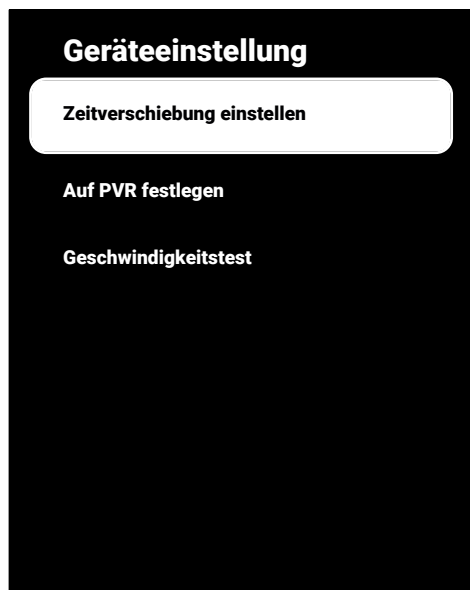 Geräteeinstellung
Zeitverschiebung einstellen
Auf PVR festlegen
Geschwindigkeitstest